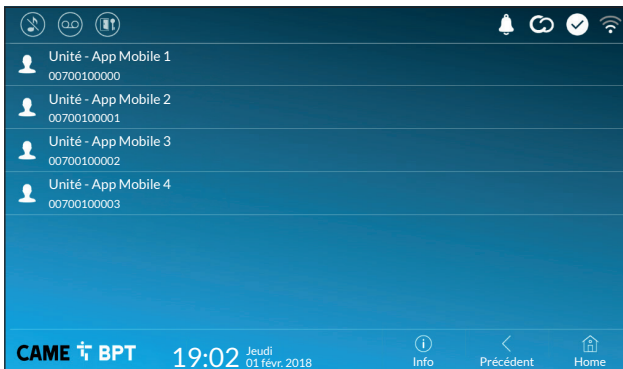 Unité - App Mobile 1
00700100000
Unité - App Mobile 2
00700100001
Unité - App Mobile 3
00700100002
Unité - App Mobile 4
00700100003
CAME BPT
19:02
Jeudi
01 févr. 2018
Info
Précédent
Home